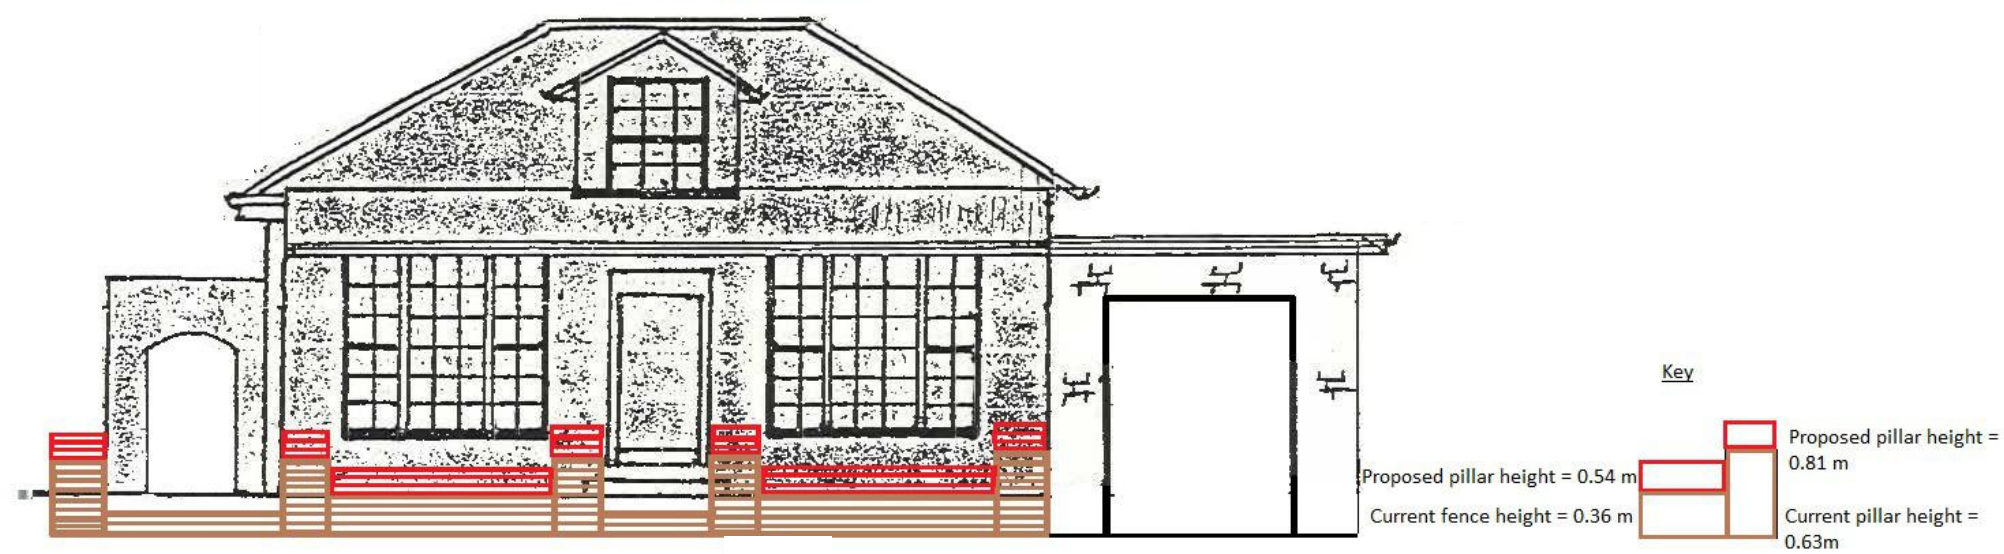 Key
Proposed pillar height =
0.81 m
Proposed pillar height = 0.54 m
Current fence height = 0.36 m
Current pillar height =
0.63m